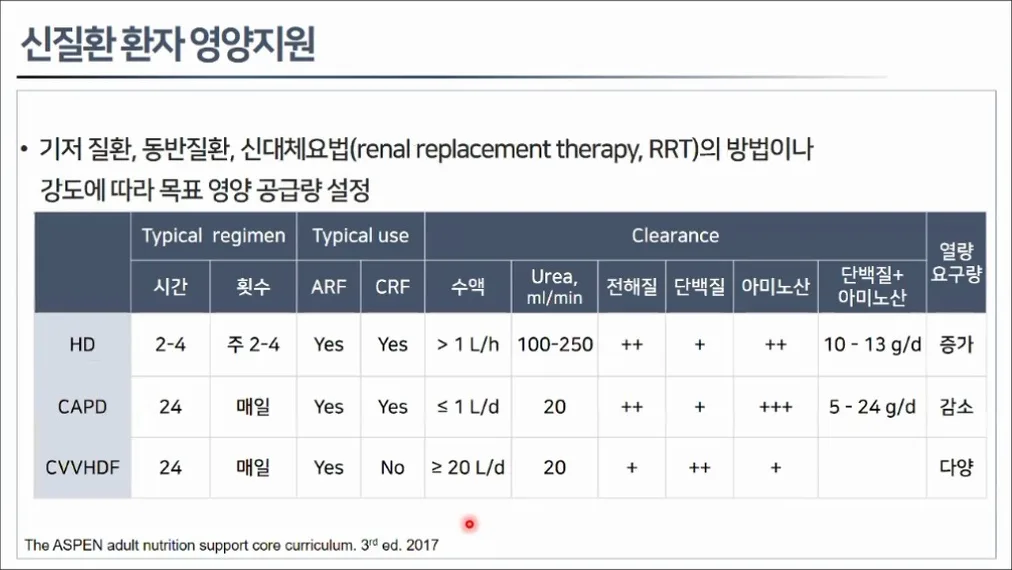 신질환 환자 영양지원
• 기저 질환, 동반질환, 신대체요법(renal replacement therapy, RRT)의 방법이나
강도에 따라 목표 영양 공급량 설정
Typical regimen Typical use Clearance 열량 요구량
시간 횟수 ARF CRF 수액 Urea, ml/min 전해질 단백질 아미노산 단백질+ 아미노산
HD 2-4 주 2-4 Yes Yes > 1 L/h 100-250 ++ + ++ 10 - 13 g/d 증가
CAPD 24 매일 Yes Yes ≤ 1 L/d 20 ++ + +++ 5 - 24 g/d 감소
CVVHDF 24 매일 Yes No ≥ 20 L/d 20 + ++ + 다양
The ASPEN adult nutrition support core curriculum. 3rd ed. 2017